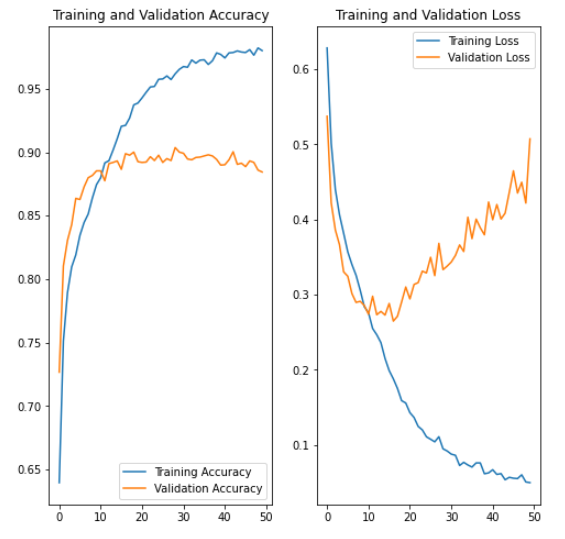 Training and Validation Accuracy
0.95
0.90
0.85
0.80
0.75
0.70
0.65
Training Accuracy
Validation Accuracy
0 10 20 30 40 50
Training and Validation Loss
Training Loss
Validation Loss
0.6
0.5
0.4
0.3
0.2
0.1
0 10 20 30 40 50